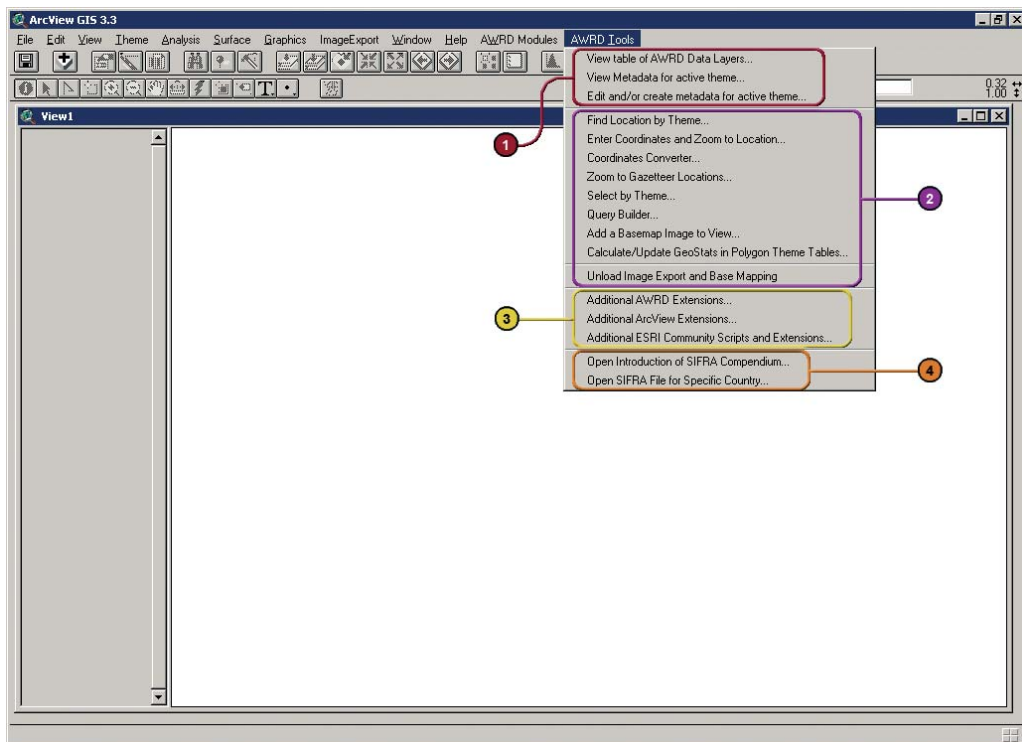 ArcView GIS 3.3
File Edit View Theme Analysis Surface Graphics ImageExport Window Help AWRD Modules AWRD Tools
View table of AWRD Data Layers...
View Metadata for active theme...
Edit and/or create metadata for active theme...
0.32
1.00
T
View1
Find Location by Theme...
Enter Coordinates and Zoom to Location...
1
Coordinates Converter...
Zoom to Gazetteer Locations...
Select by Theme...
2
Query Builder...
Add a Basemap Image to View...
Calculate/Update GeoStats in Polygon Theme Tables...
Unload Image Export and Base Mapping
Additional AWRD Extensions...
3
Additional ArcView Extensions...
Additional ESRI Community Scripts and Extensions...
Open Introduction of SIFRA Compendium...
4
Open SIFRA File for Specific Country...